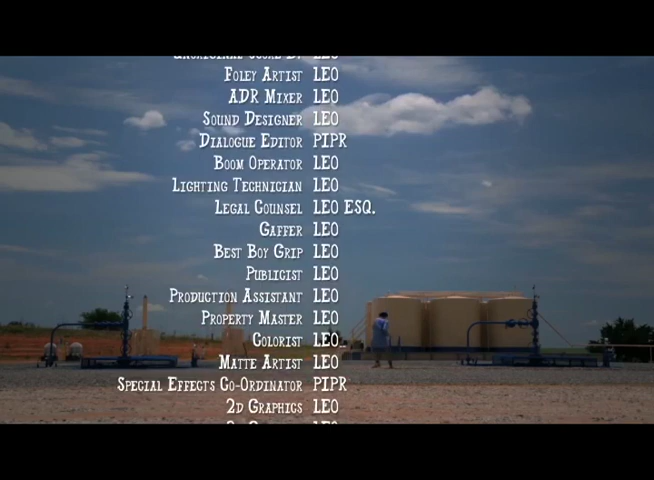 FOLEY ARTIST LEO
ADR MIXER LEO
SOUND DESIGNER LEO
DIALOGUE EDITOR PIPR
BOOM OPERATOR LEO
LIGHTING TECHNICIAN LEO
LEGAL COUNSEL LEO ESQ.
GAFFER LEO
BEST BOY GRIP LEO
PUBLICIST LEO
PRODUCTION ASSISTANT LEO
PROPERTY MASTER LEO
COLORIST LEO
MATTE ARTIST LEO
SPECIAL EFFECTS CO-ORDINATOR PIPR
2D GRAPHICS LEO